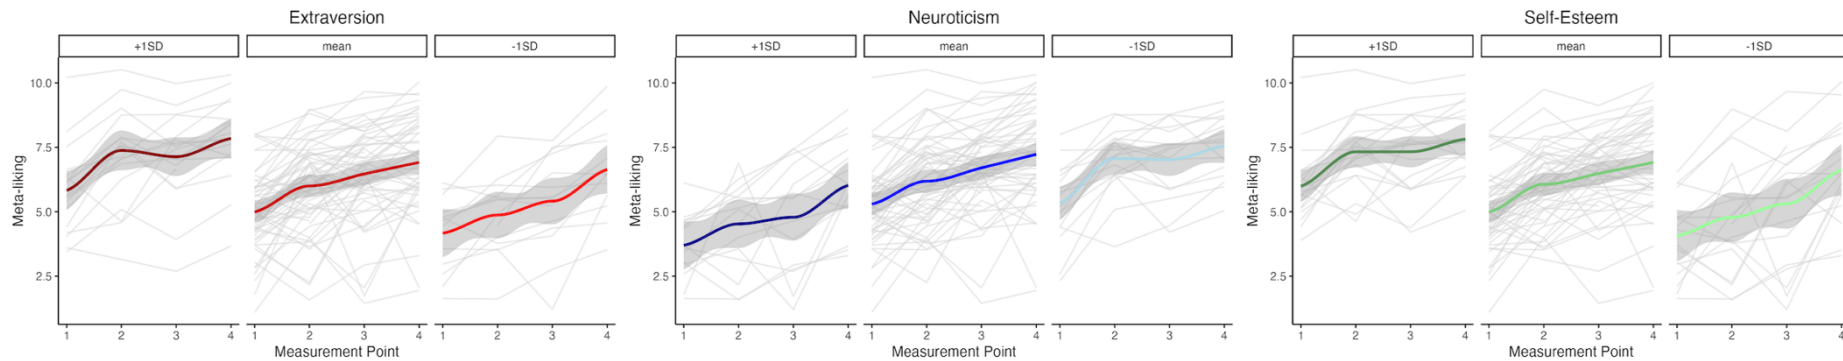 Extraversion
+1SD
mean
-1SD
Meta-liking
10.0
7.5
5.0
2.5
1 2 3 4
1 2 3 4
1 2 3 4
Measurement Point
Neuroticism
+1SD
mean
-1SD
Meta-liking
10.0
7.5
5.0
2.5
1 2 3 4
1 2 3 4
1 2 3 4
Measurement Point
Self-Esteem
+1SD
mean
-1SD
Meta-liking
10.0
7.5
5.0
2.5
1 2 3 4
1 2 3 4
1 2 3 4
Measurement Point